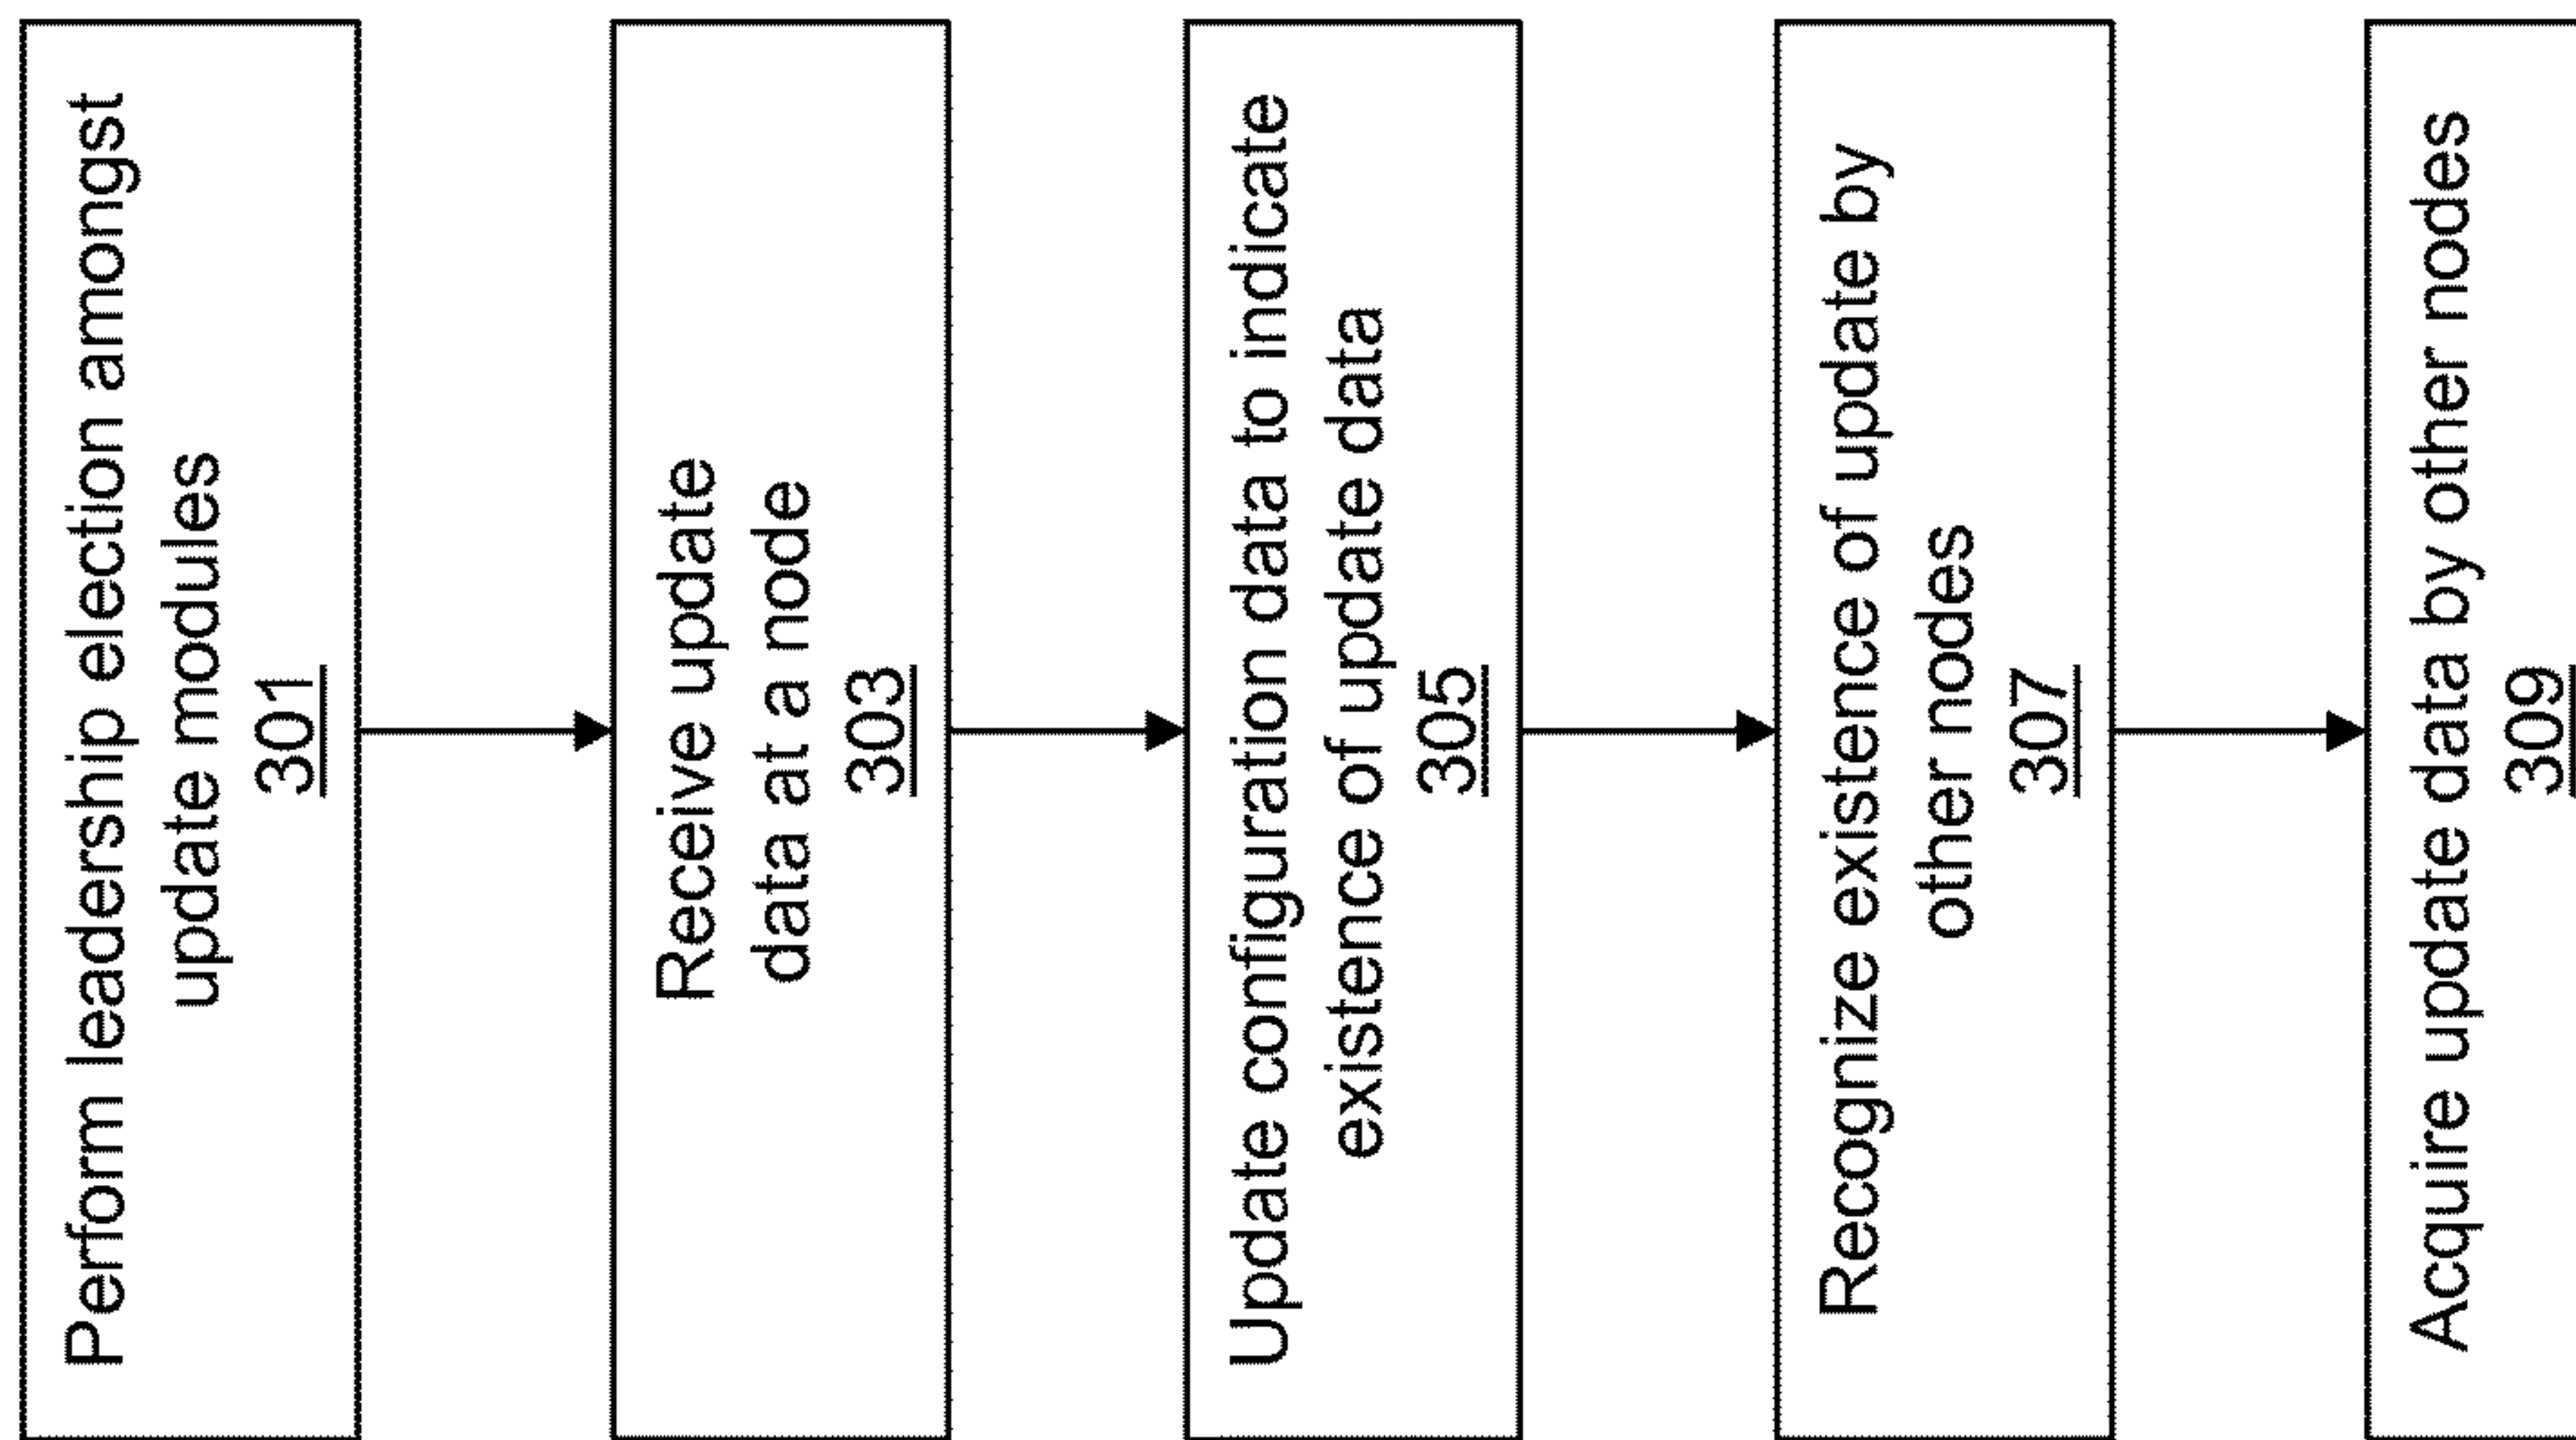 Perform leadership election amongst
update modules
301
Receive update
data at a node
303
Update configuration data to indicate
existence of update data
305
Recognize existence of update by
other nodes
307
Acquire update data by other nodes
309